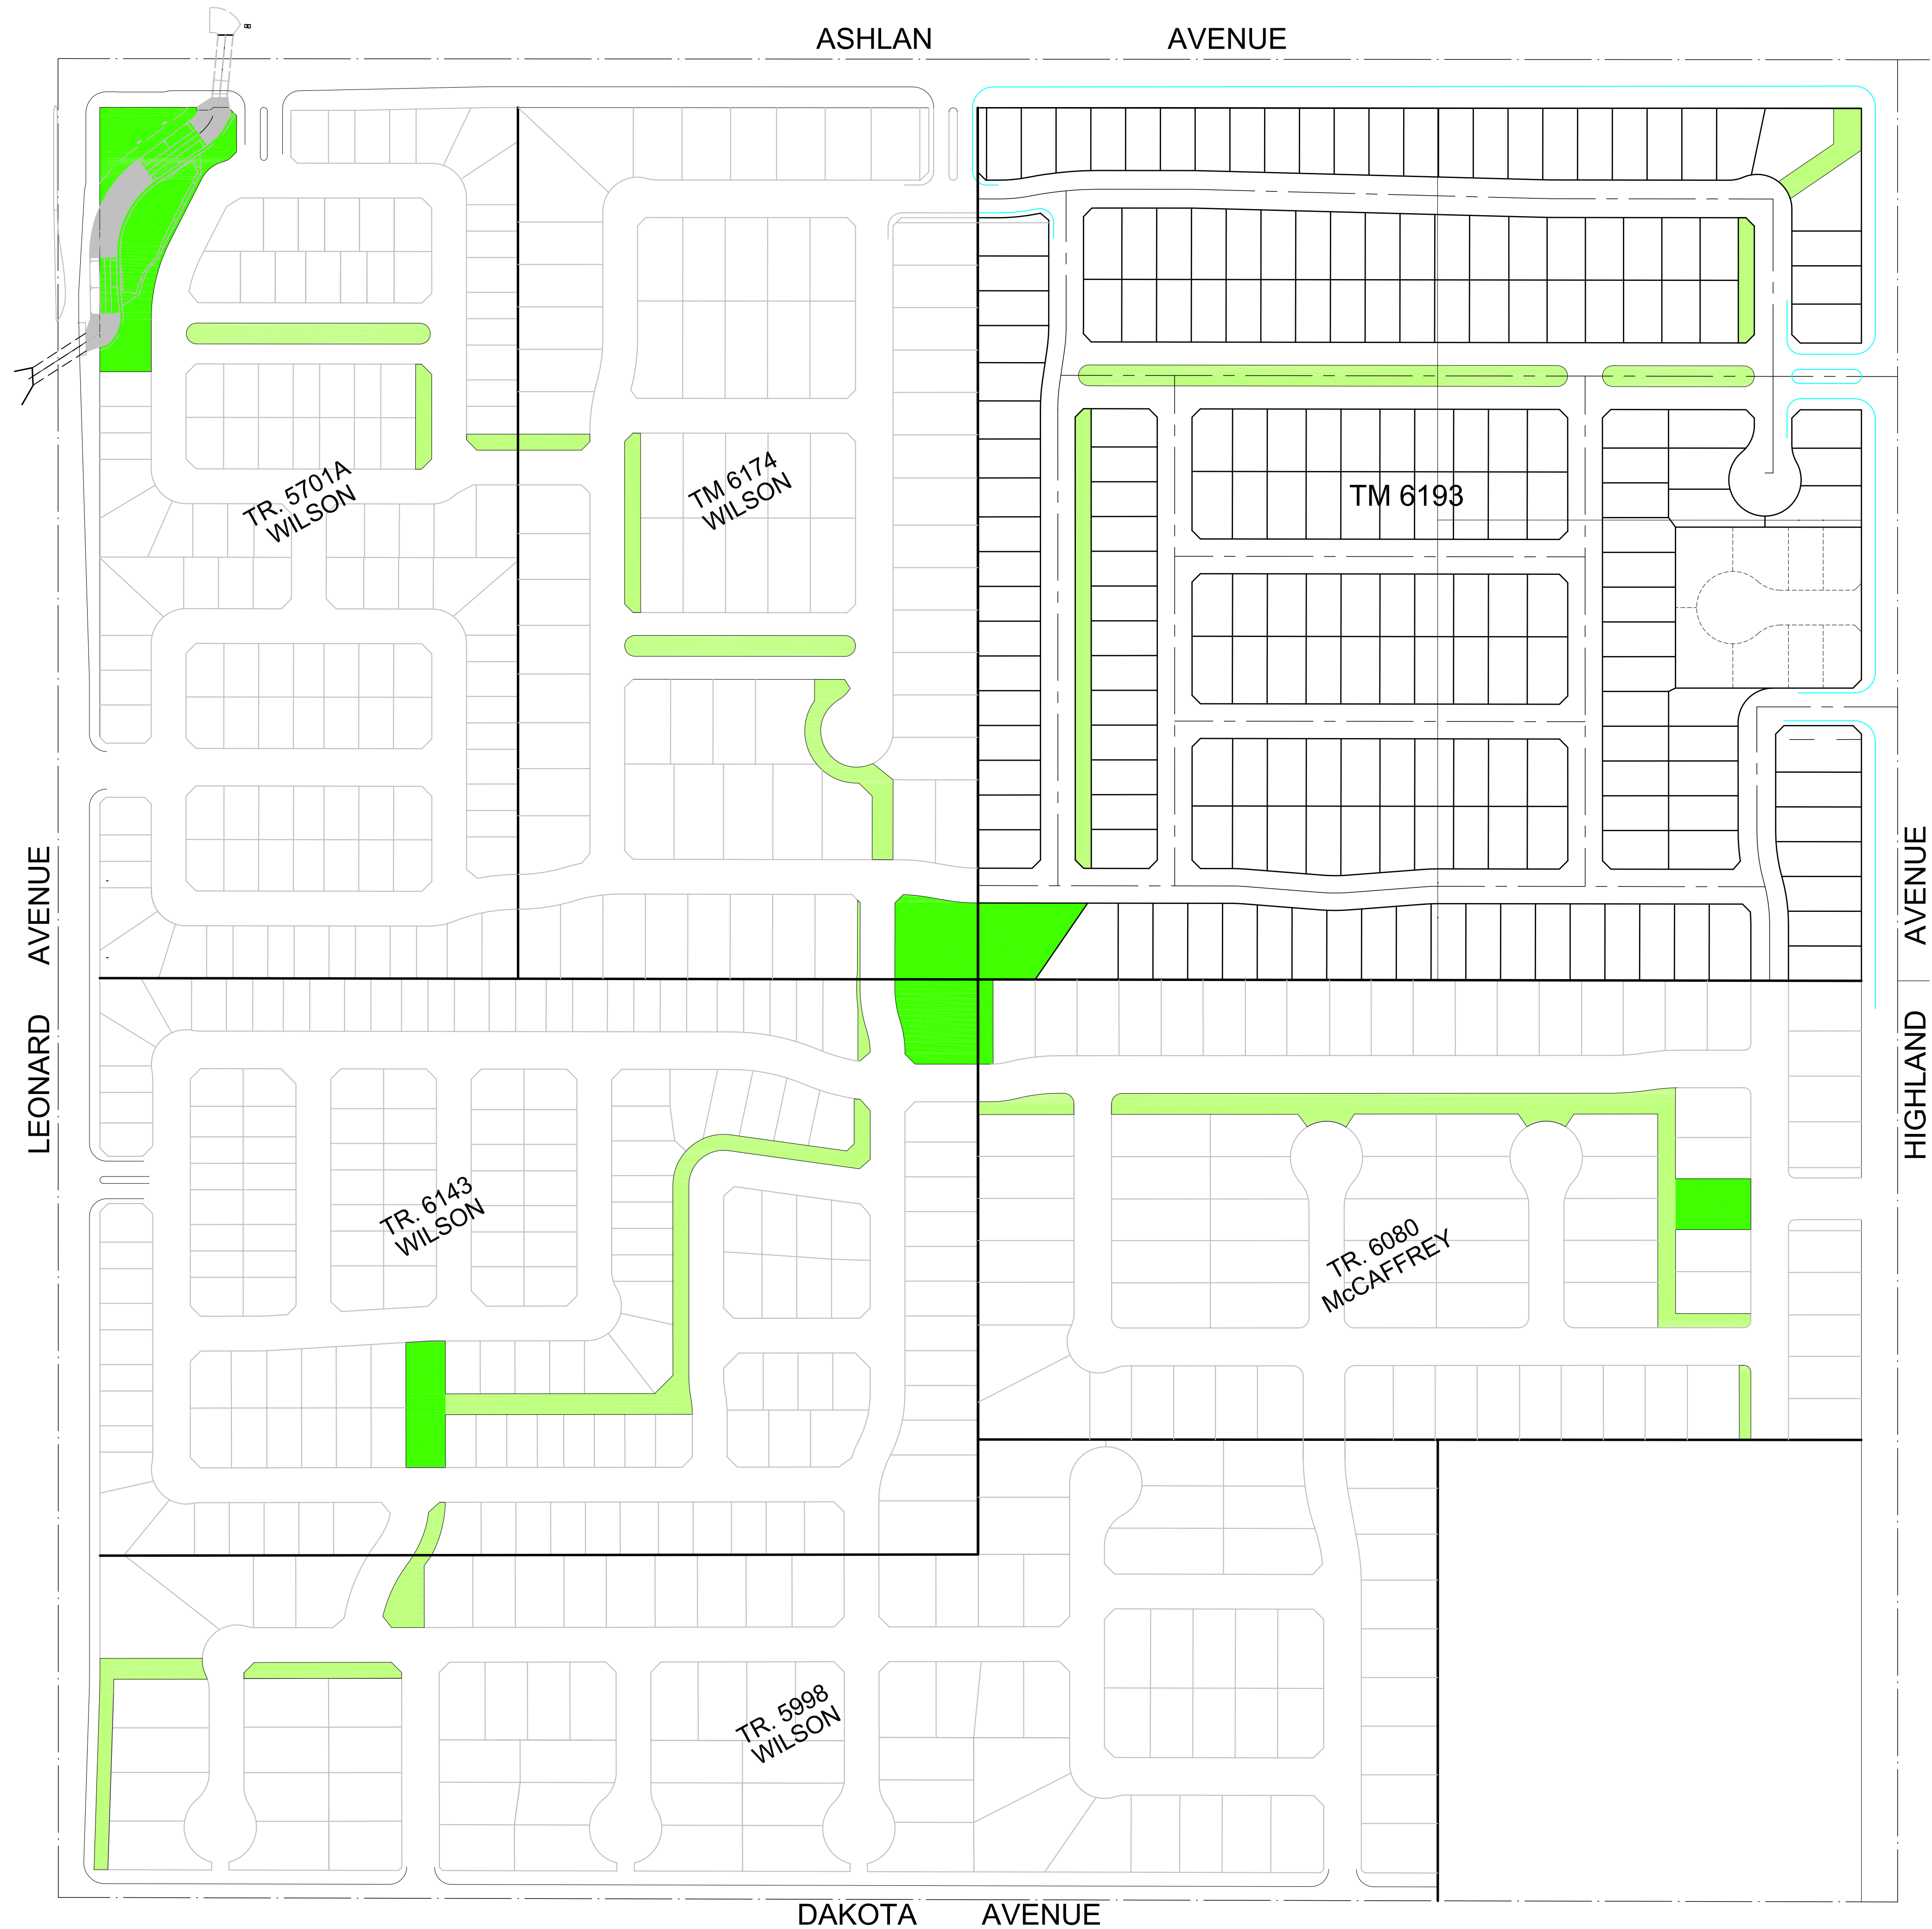 ASHLAN AVENUE
TR. 5701A
WILSON
TM 6174
WILSON
TM 6193
LEONARD AVENUE
HIGHLAND AVENUE
TR. 6143
WILSON
TR. 6080
McCAFFREY
TR. 5998
WILSON
DAKOTA AVENUE